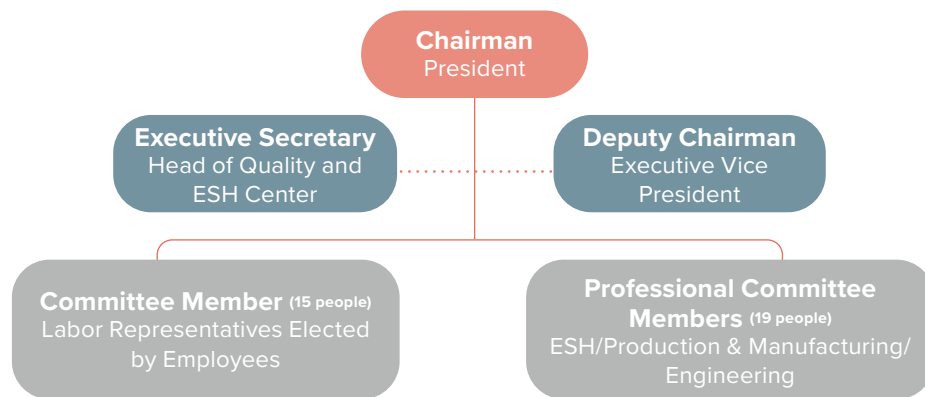 Chairman
President
Executive Secretary
Head of Quality and
ESH Center
Deputy Chairman
Executive Vice
President
Committee Member (15 people)
Labor Representatives Elected
by Employees
Professional Committee
Members (19 people)
ESH/Production & Manufacturing/
Engineering